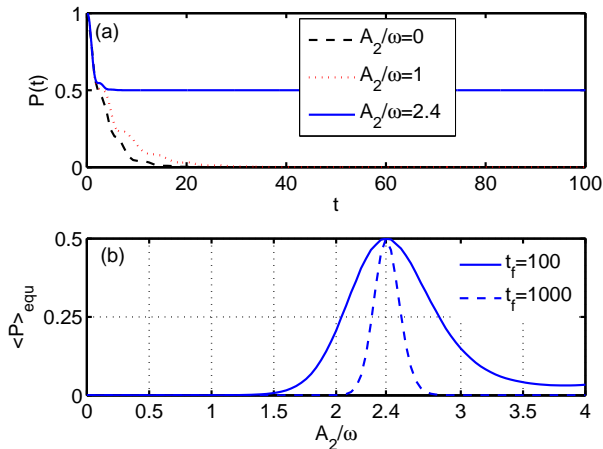 (a)
A₂/ω=0
A₂/ω=1
A₂/ω=2.4
P(t)
1
0.5
0
0 20 40 60 80 100
t
(b)
t_f=100
t_f=1000
<P>equ
0.5
0.25
0
0 0.5 1 1.5 2 2.4 3 3.5 4
A₂/ω